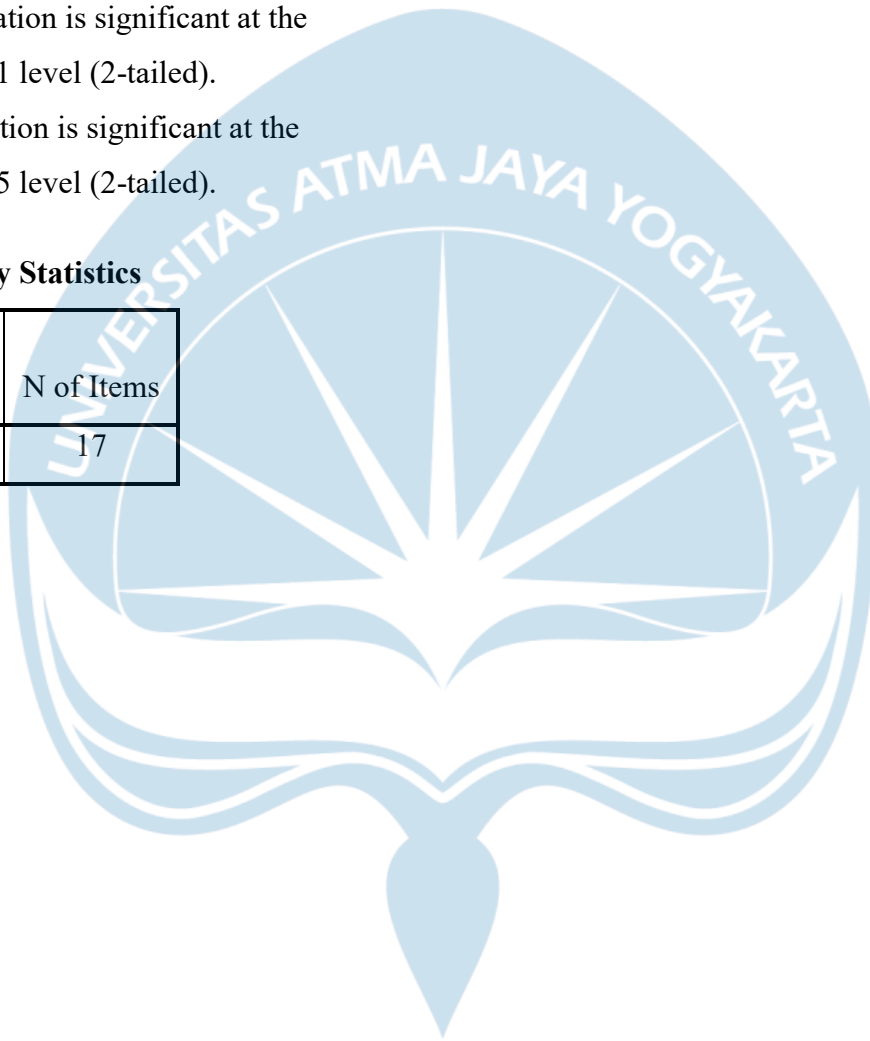 ation is significant at the
1 level (2-tailed).
tion is significant at the
5 level (2-tailed).
UNIVERSITAS ATMA JAYA YOGYAKARTA
y Statistics
N of Items
17